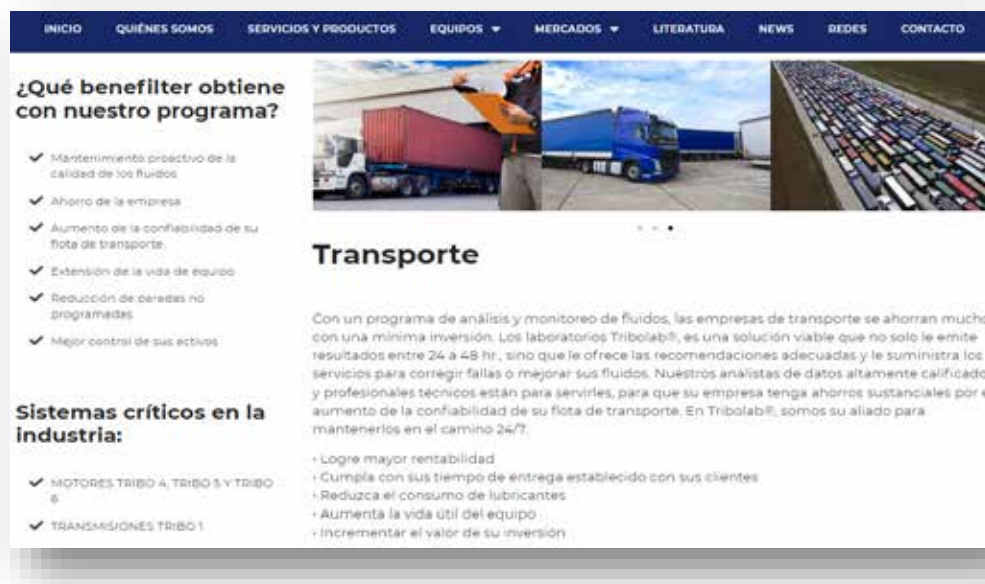 INICIO QUIÉNES SOMOS SERVICIOS Y PRODUCTOS EQUIPOS MERCADOS LITERATURA NEWS REDES CONTACTO
¿Qué benefilter obtiene
con nuestro programa?
Mantenimiento proactivo de la
calidad de los fluidos
Ahorro de la empresa
Aumento de la confiabilidad de su
flota de transporte
Extensión de la vida de equipo
Reducción de paradas no
programadas
Mejor control de sus activos
Sistemas críticos en la
industria:
MOTORES TRIBO 4, TRIBO 5 Y TRIBO
6
TRANSMISIONES TRIBO 1
Transporte
Con un programa de análisis y monitoreo de fluidos, las empresas de transporte se ahorran mucho
con una mínima inversión. Los laboratorios Tribolab®, es una solución viable que no solo le emite
resultados entre 24 a 48 hr., sino que le ofrece las recomendaciones adecuadas y le suministra los
servicios para corregir fallas o mejorar sus fluidos. Nuestros analistas de datos altamente calificado
y profesionales técnicos están para servirles, para que su empresa tenga ahorros sustanciales por e
aumento de la confiabilidad de su flota de transporte. En Tribolab®, somos su aliado para
mantenerlos en el camino 24/7.
• Logre mayor rentabilidad
• Cumpla con sus tiempo de entrega establecido con sus clientes
• Reduzca el consumo de lubricantes
• Aumenta la vida útil del equipo
• Incrementar el valor de su inversión